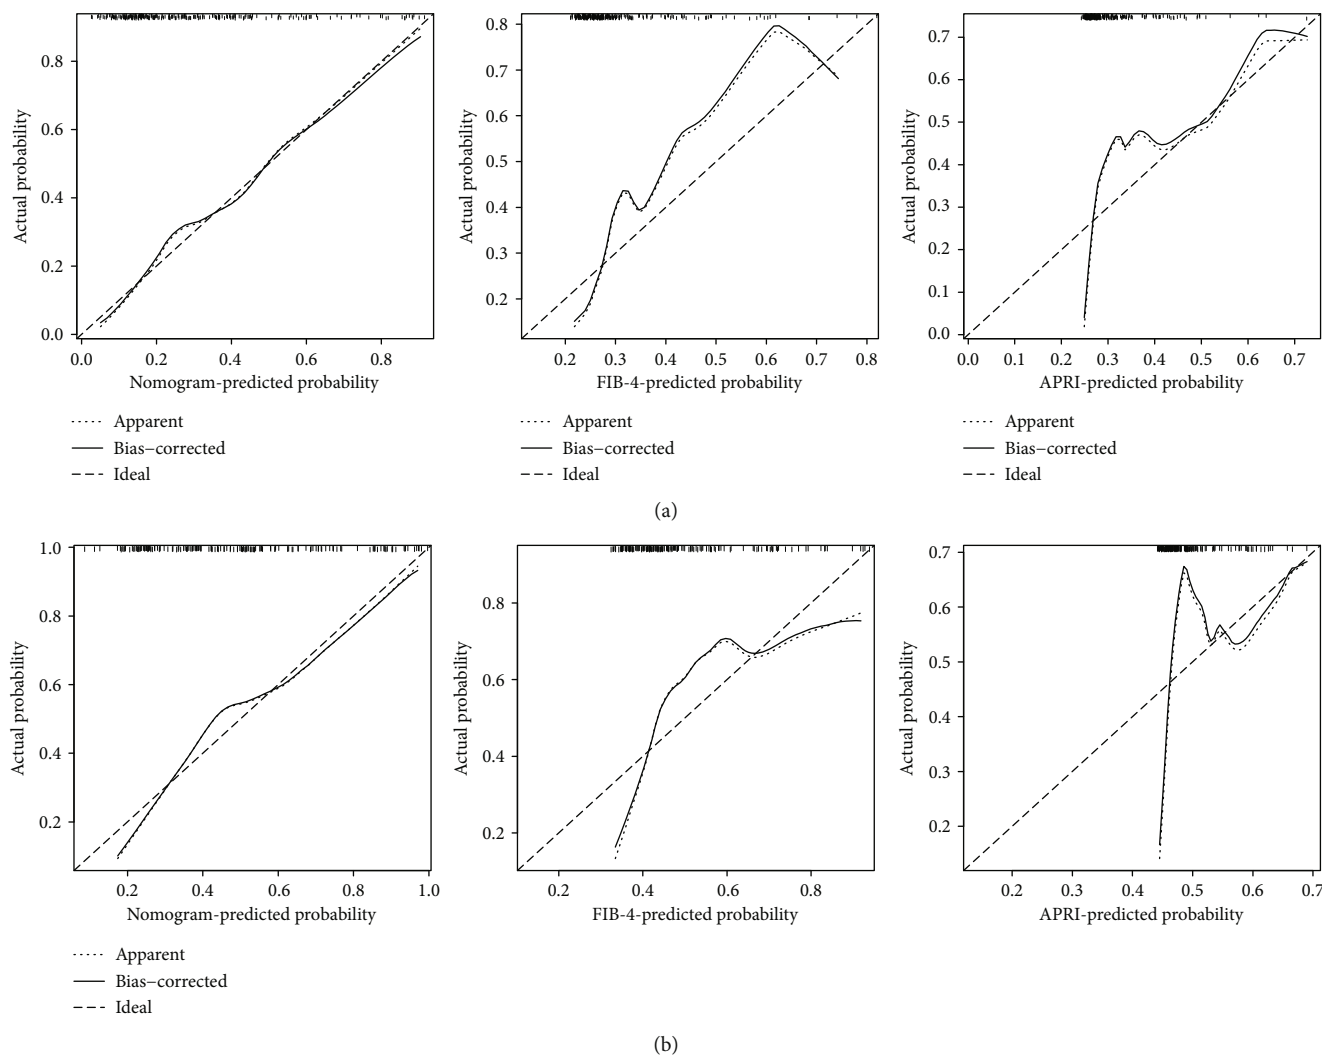 Actual probability
0.8
0.6
0.4
0.2
0.0
0.0 0.2 0.4 0.6 0.8
Nomogram-predicted probability
Apparent
Bias-corrected
Ideal
Actual probability
0.8
0.7
0.6
0.5
0.4
0.3
0.2
0.2 0.3 0.4 0.5 0.6 0.7 0.8
FIB-4-predicted probability
Apparent
Bias-corrected
Ideal
Actual probability
0.7
0.6
0.5
0.4
0.3
0.2
0.1
0.0
0.0 0.1 0.2 0.3 0.4 0.5 0.6 0.7
APRI-predicted probability
Apparent
Bias-corrected
Ideal
(a)
Actual probability
1.0
0.8
0.6
0.4
0.2
0.2 0.4 0.6 0.8 1.0
Nomogram-predicted probability
Apparent
Bias-corrected
Ideal
Actual probability
0.8
0.6
0.4
0.2
0.2 0.4 0.6 0.8
FIB-4-predicted probability
Actual probability
0.7
0.6
0.5
0.4
0.3
0.2
0.2 0.3 0.4 0.5 0.6 0.7
APRI-predicted probability
(b)